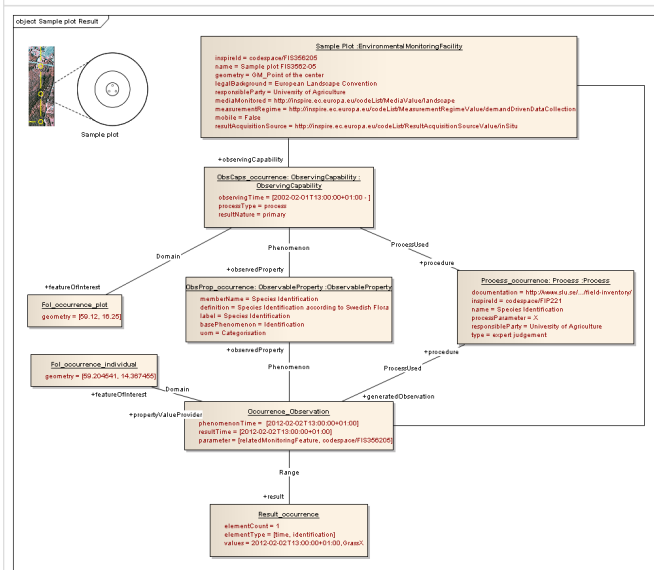 object Sample plot Result
Sample plot
Sample Plot :EnvironmentalMonitoringFacility
inspireId = codespace/FIS356205
name = Sample plot FIS3562-05
geometry = GM_Point of the center
legalBackground = European Landscape Convention
responsibleParty = University of Agriculture
mediaMonitored = http://inspire.ec.europa.eu/codeList/MediaValue/landscape
measurementRegime = http://inspire.ec.europa.eu/codeList/MeasurementRegimeValue/demandDrivenDataCollection
mobile = False
resultAcquisitionSource = http://inspire.ec.europa.eu/codeList/ResultAcquisitionSourceValue/inSitu
+observingCapability
ObsCaps_occurrence: ObservingCapability :
ObservingCapability
observingTime = [2002-02-01T13:00:00+01:00 - ]
processType = process
resultNature = primary
Domain
Phenomenon
ProcessUsed
+featureOfInterest
+observedProperty
+procedure
FoI_occurrence_plot
geometry = [59.12, 16.25]
ObsProp_occurrence: ObservableProperty :ObservableProperty
memberName = Species Identification
definition = Species Identification according to Swedish Flora
label = Species Identification
basePhenomenon = Identification
uom = Categorisation
Process_occurrence: Process :Process
documentation = http://www.slu.se/.../field-inventory/
inspireId = codespace/FIP221
name = Species Identification
processParameter = X
responsibleParty = University of Agriculture
type = expert judgement
+observedProperty
+procedure
FoI_occurrence_individual
geometry = [59.204641, 14.367455]
Phenomenon
ProcessUsed
Domain
+featureOfInterest
+generatedObservation
+propertyValueProvider
Occurrence_Observation
phenomenonTime = [2012-02-02T13:00:00+01:00]
resultTime = [2012-02-02T13:00:00+01:00]
parameter = [relatedMonitoringFeature, codespace/FIS356205]
Range
+result
Result_occurrence
elementCount = 1
elementType = [time, identification]
values = 2012-02-02T13:00:00+01:00,GrassX